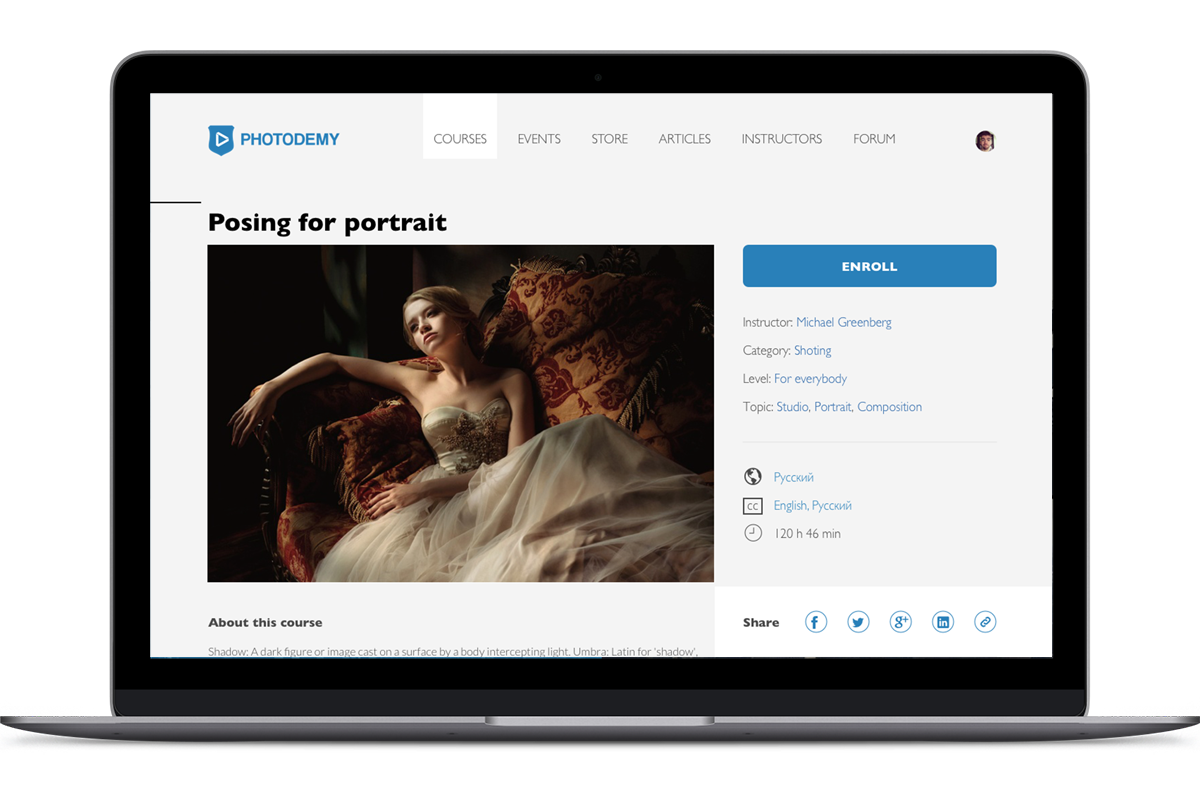 PHOTODEMY
COURSES EVENTS STORE ARTICLES INSTRUCTORS FORUM
Posing for portrait
ENROLL
Instructor: Michael Greenberg
Category: Shoting
Level: For everybody
Topic: Studio, Portrait, Composition
Русский
CC English, Русский
120 h 46 min
About this course
Shadow: A dark figure or image cast on a surface by a body intercepting light. Umbra: Latin for 'shadow',
Share f g+ in